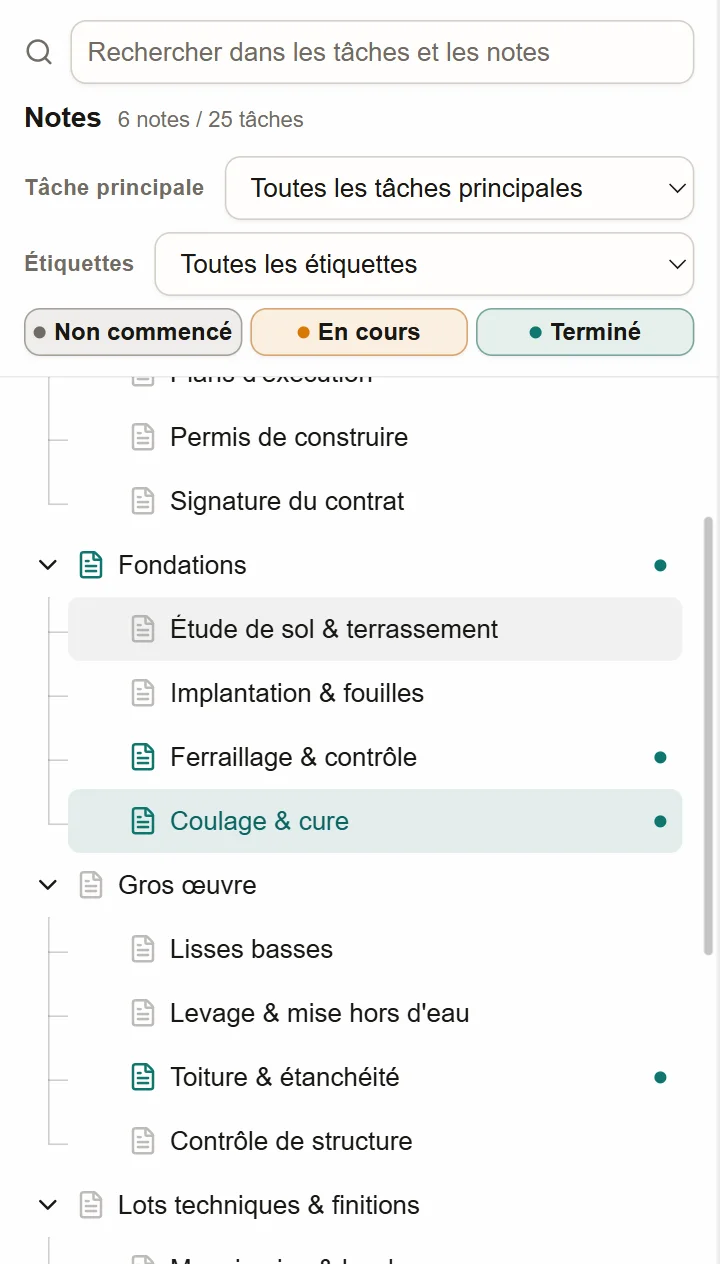 Rechercher dans les tâches et les notes
Notes 6 notes / 25 tâches
Tâche principale Toutes les tâches principales
Étiquettes Toutes les étiquettes
Non commencé En cours Terminé
Plans d'exécution
Permis de construire
Signature du contrat
Fondations
Étude de sol & terrassement
Implantation & fouilles
Ferraillage & contrôle
Coulage & cure
Gros œuvre
Lisses basses
Levage & mise hors d'eau
Toiture & étanchéité
Contrôle de structure
Lots techniques & finitions